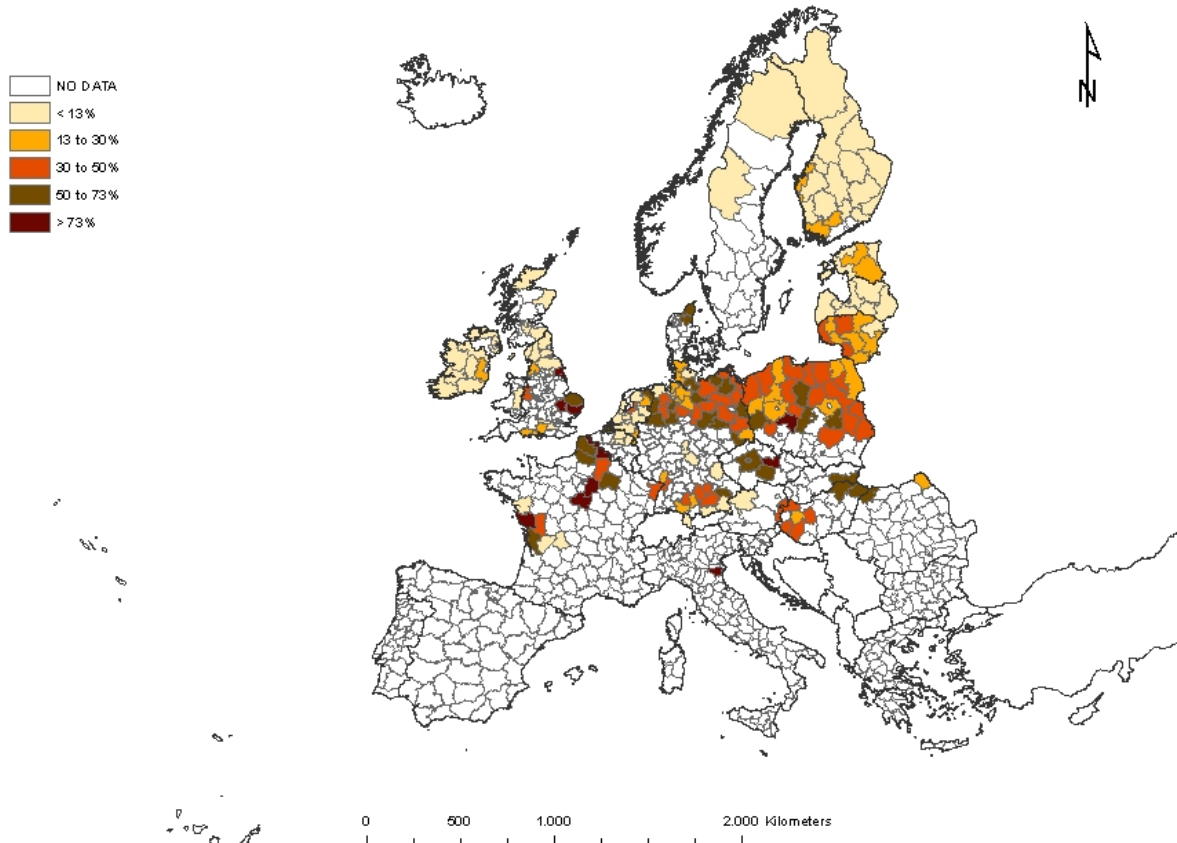 NO DATA
< 13%
13 to 30%
30 to 50%
50 to 73%
> 73%
N
0 500 1.000 2.000 Kilometers